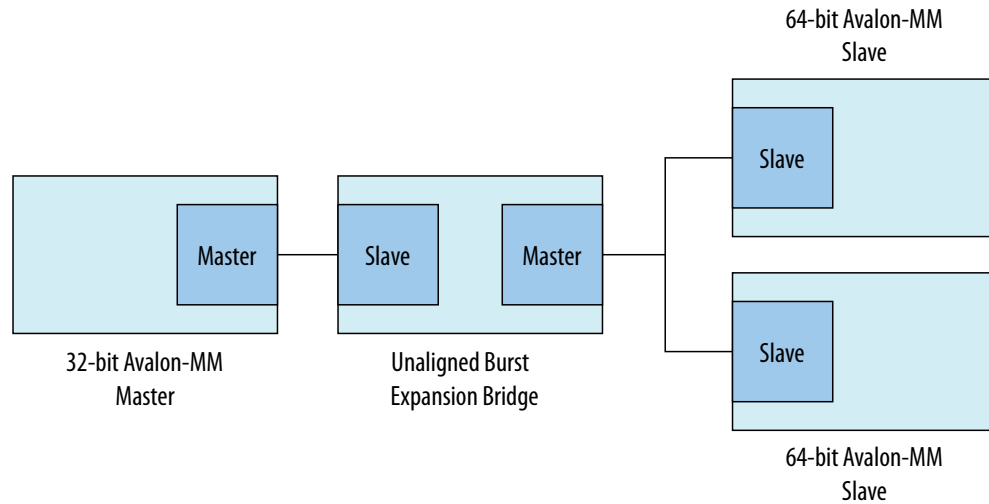 64-bit Avalon-MM
Slave
Slave
Master
Slave
Master
Slave
32-bit Avalon-MM
Master
Unaligned Burst
Expansion Bridge
64-bit Avalon-MM
Slave